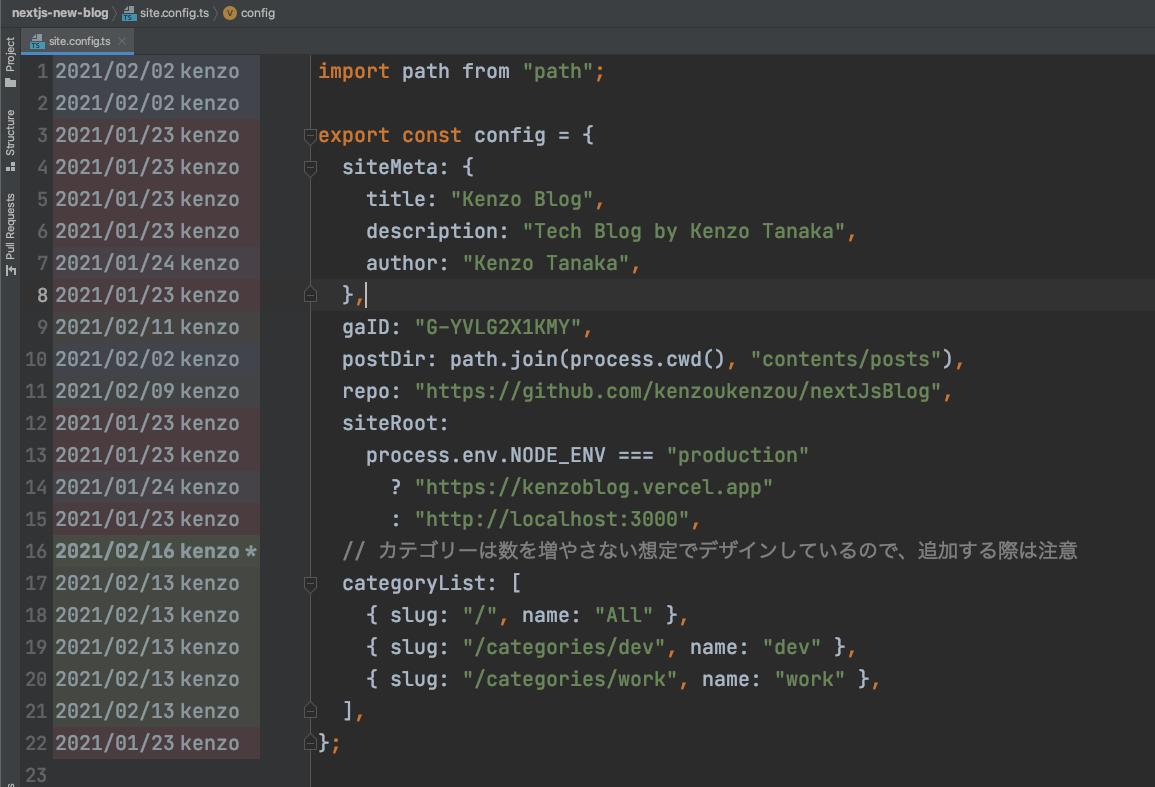 nextjs-new-blog site.config.ts config
site.config.ts
Project
Structure
Pull Requests
1 2021/02/02 kenzo import path from "path";
2 2021/02/02 kenzo
3 2021/01/23 kenzo export const config = {
4 2021/01/23 kenzo siteMeta: {
5 2021/01/23 kenzo title: "Kenzo Blog",
6 2021/01/23 kenzo description: "Tech Blog by Kenzo Tanaka",
7 2021/01/24 kenzo author: "Kenzo Tanaka",
8 2021/01/23 kenzo },
9 2021/02/11 kenzo gaID: "G-YVLG2X1KMY",
10 2021/02/02 kenzo postDir: path.join(process.cwd(), "contents/posts"),
11 2021/02/09 kenzo repo: "https://github.com/kenzoukenzou/nextJsBlog",
12 2021/01/23 kenzo siteRoot:
13 2021/01/23 kenzo process.env.NODE_ENV === "production"
14 2021/01/24 kenzo ? "https://kenzoblog.vercel.app"
15 2021/01/23 kenzo : "http://localhost:3000",
16 2021/02/16 kenzo * // カテゴリーは数を増やさない想定でデザインしているので、追加する際は注意
17 2021/02/13 kenzo categoryList: [
18 2021/02/13 kenzo { slug: "/", name: "All" },
19 2021/02/13 kenzo { slug: "/categories/dev", name: "dev" },
20 2021/02/13 kenzo { slug: "/categories/work", name: "work" },
21 2021/02/13 kenzo ],
22 2021/01/23 kenzo };
23